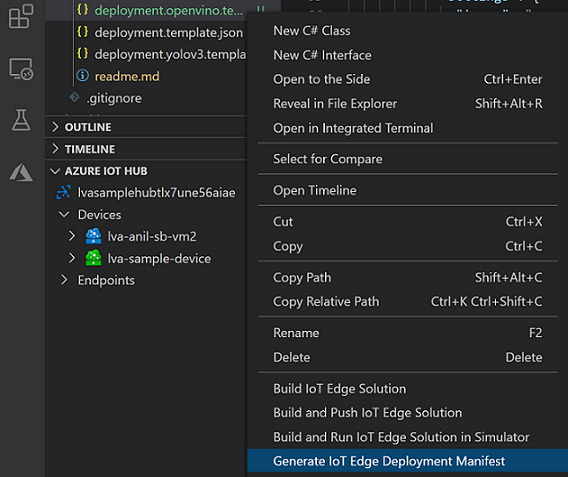 deployment.openvino.te... U
deployment.template.json
deployment.yolov3.templa
readme.md
.gitignore
OUTLINE
TIMELINE
AZURE IOT HUB
lvasamplehubtlx7une56aiae
Devices
lva-anil-sb-vm2
lva-sample-device
Endpoints
New C# Class
New C# Interface
Open to the Side Ctrl+Enter
Reveal in File Explorer Shift+Alt+R
Open in Integrated Terminal
Select for Compare
Open Timeline
Cut Ctrl+X
Copy Ctrl+C
Copy Path Shift+Alt+C
Copy Relative Path Ctrl+K Ctrl+Shift+C
Rename F2
Delete Delete
Build IoT Edge Solution
Build and Push IoT Edge Solution
Build and Run IoT Edge Solution in Simulator
Generate IoT Edge Deployment Manifest